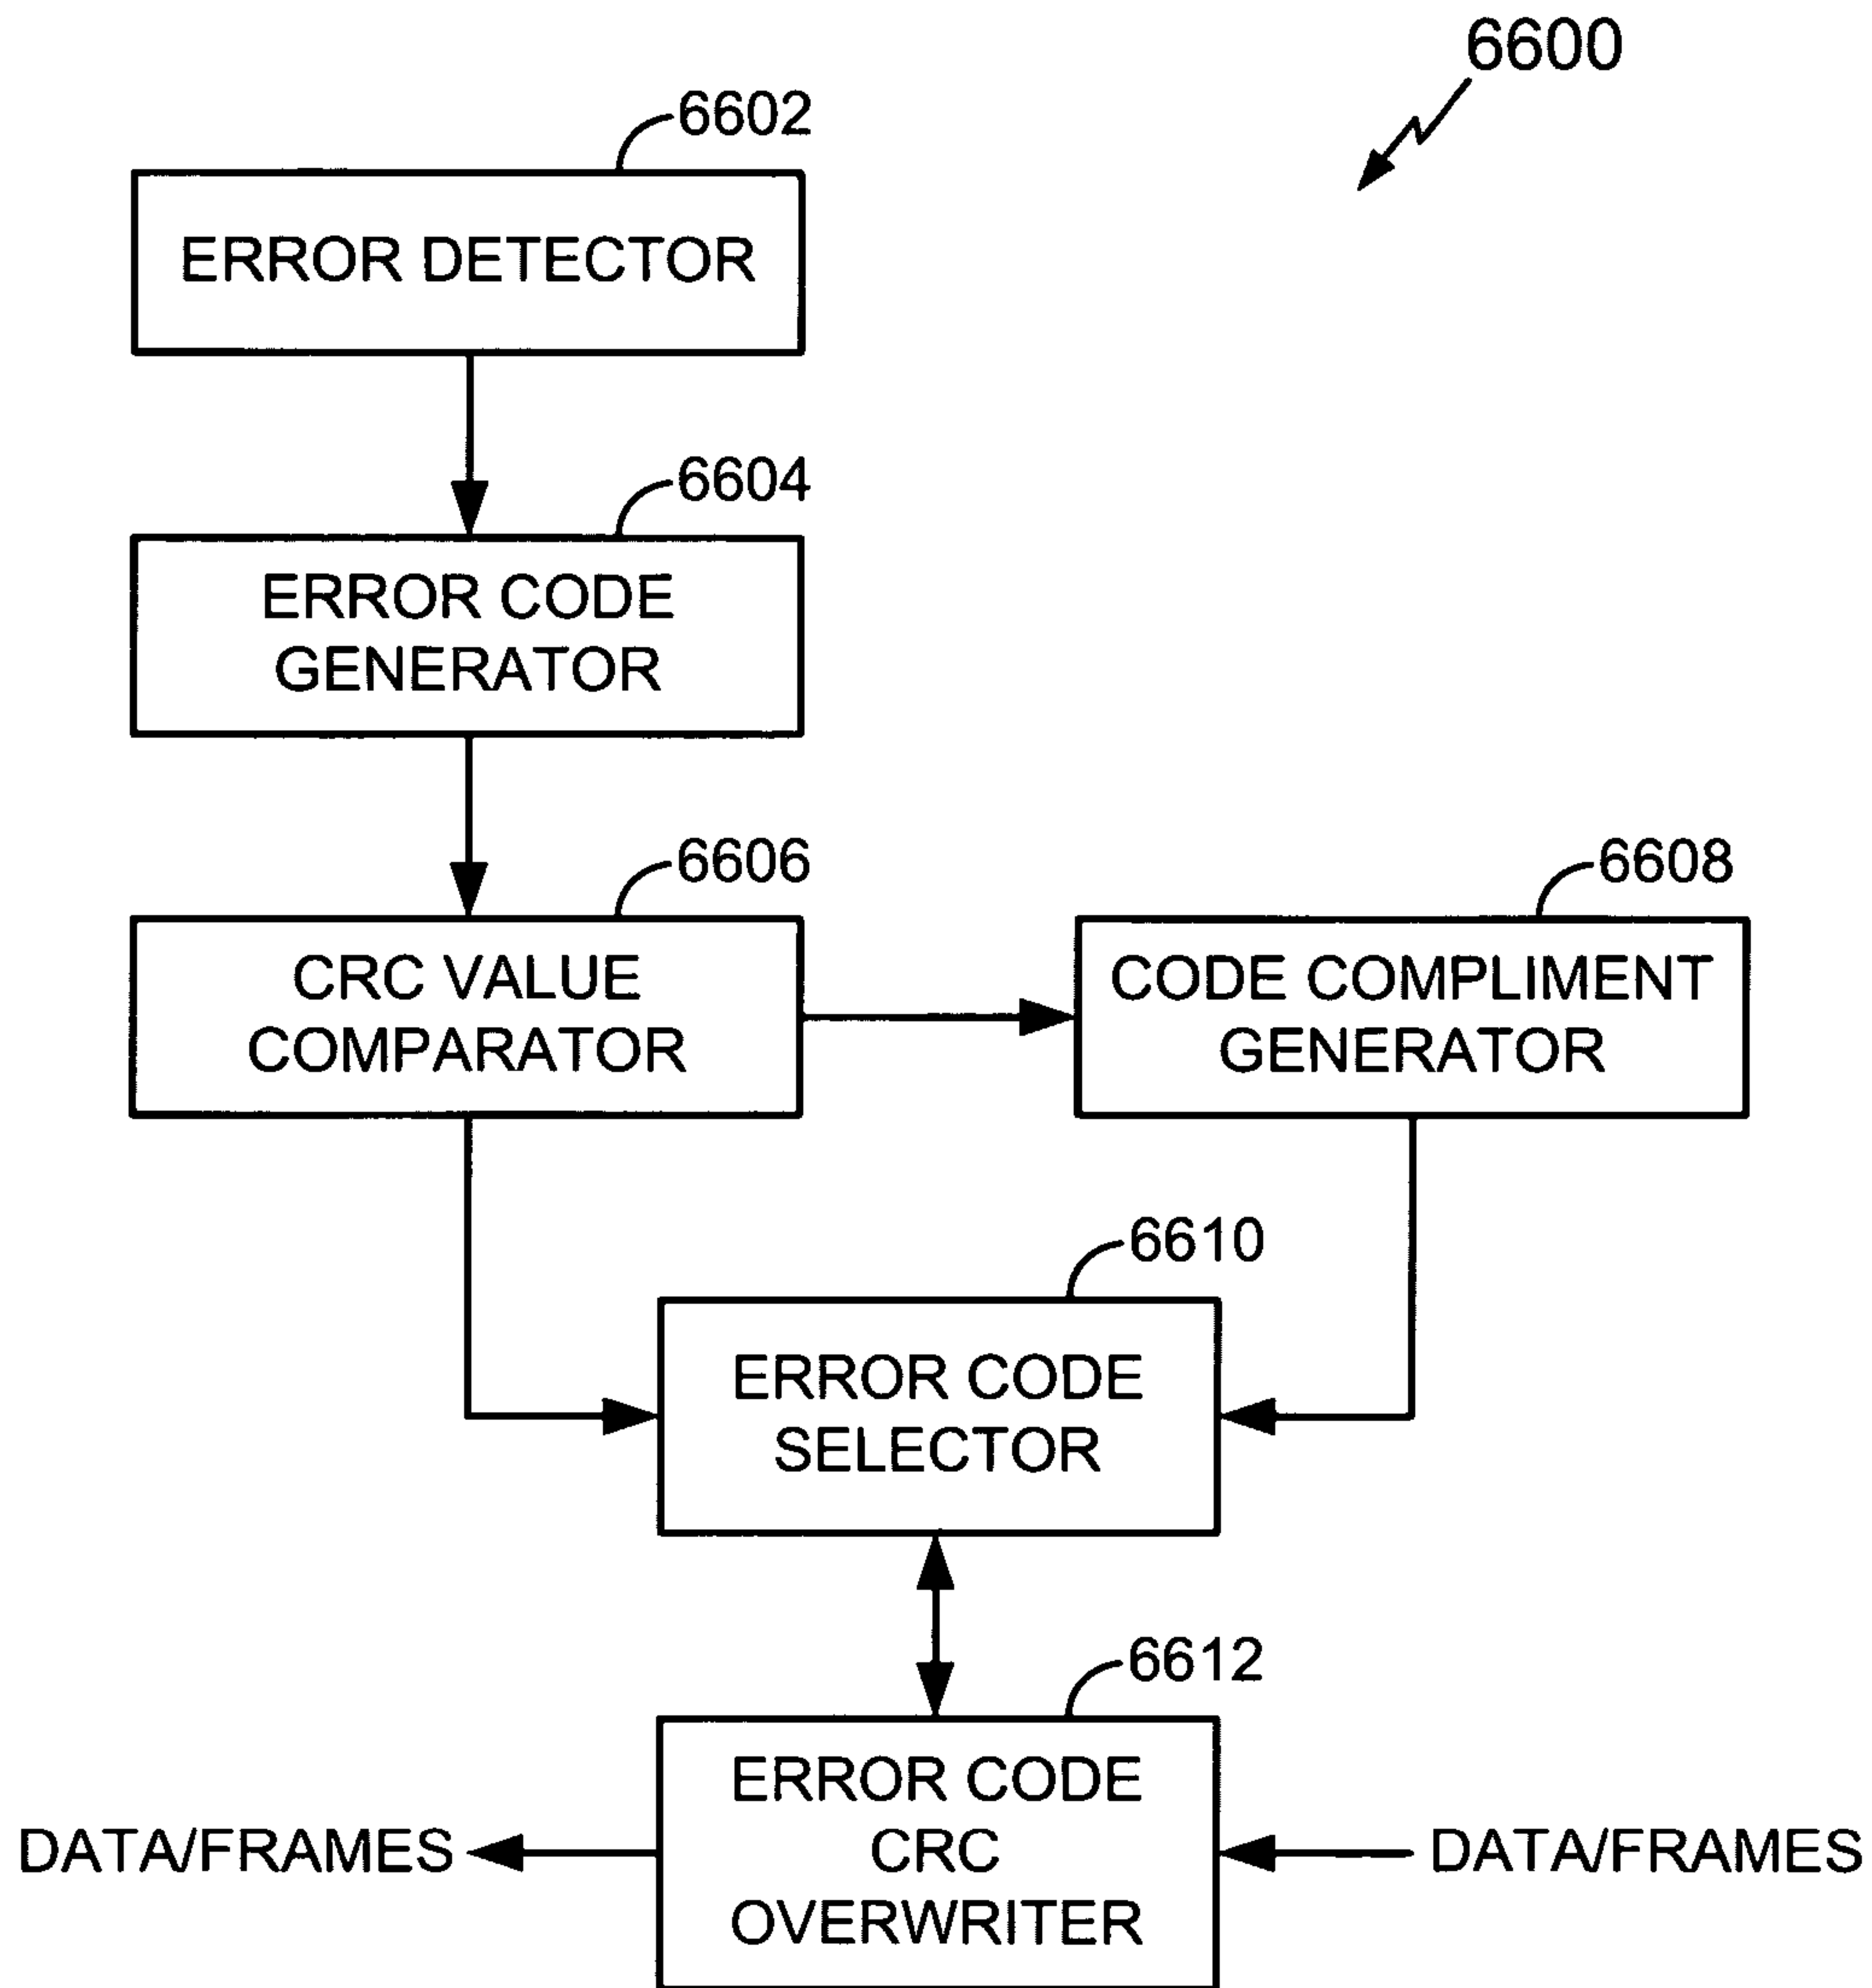 6600
6602
ERROR DETECTOR
6604
ERROR CODE
GENERATOR
6606
CRC VALUE
COMPARATOR
6608
CODE COMPLIMENT
GENERATOR
6610
ERROR CODE
SELECTOR
6612
ERROR CODE
CRC
OVERWRITER
DATA/FRAMES
DATA/FRAMES